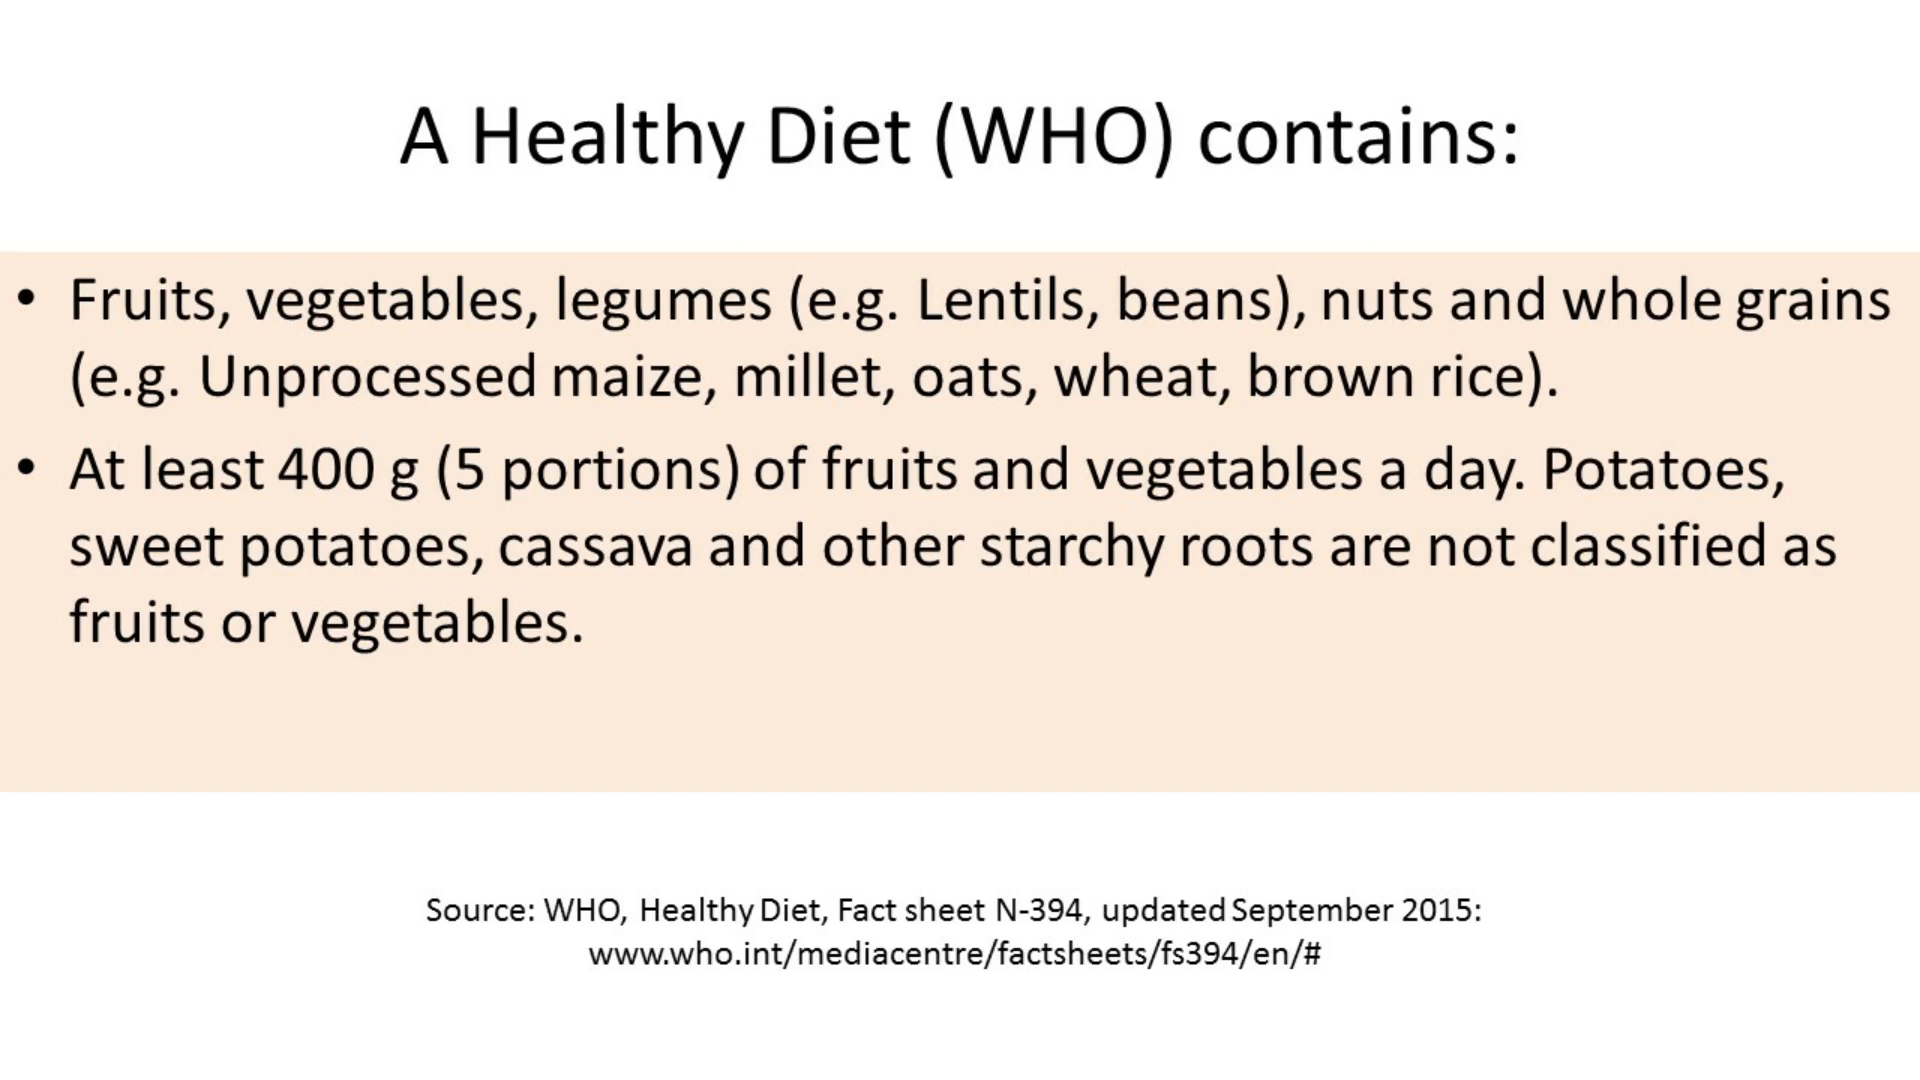 A Healthy Diet (WHO) contains:
• Fruits, vegetables, legumes (e.g. Lentils, beans), nuts and whole grains
(e.g. Unprocessed maize, millet, oats, wheat, brown rice).
• At least 400 g (5 portions) of fruits and vegetables a day. Potatoes,
sweet potatoes, cassava and other starchy roots are not classified as
fruits or vegetables.
Source: WHO, Healthy Diet, Fact sheet N-394, updated September 2015:
www.who.int/mediacentre/factsheets/fs394/en/#